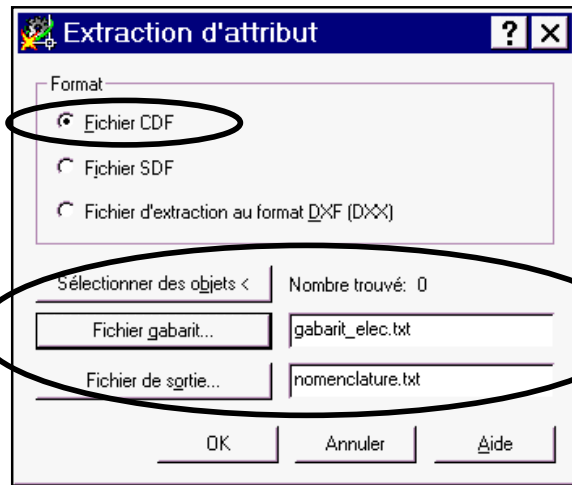 Extraction d'attribut
Format
Fichier CDF
Fichier SDF
Fichier d'extraction au format DXF (DXX)
Sélectionner des objets < Nombre trouvé: 0
Fichier gabarit... gabarit_elec.txt
Fichier de sortie... nomenclature.txt
OK Annuler Aide